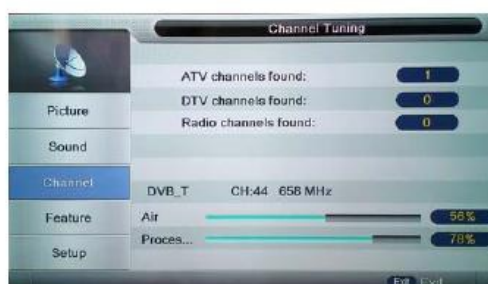 Channel Tuning
ATV channels found: 1
DTV channels found: 0
Radio channels found: 0
Picture
Sound
Channel
Feature
Setup
DVB_T CH:44 658 MHz
Air 56%
Proces... 78%
Exit Exit